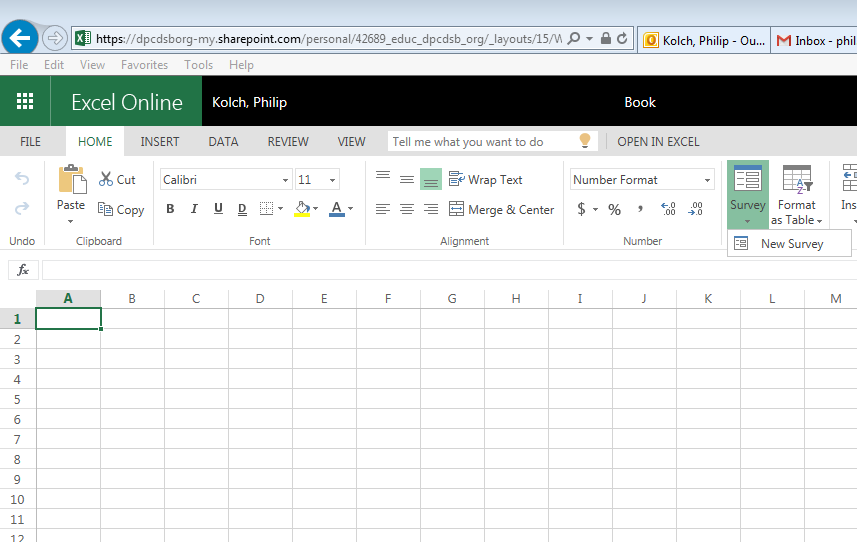 https://dpcdsborg-my.sharepoint.com/personal/42689_educ_dpcdsb_org/_layouts/15/W
Kolch, Philip - Ou...
Inbox - phil
File Edit View Favorites Tools Help
Excel Online
Kolch, Philip
Book
FILE HOME INSERT DATA REVIEW VIEW Tell me what you want to do OPEN IN EXCEL
Cut
Calibri
11
Wrap Text
Number Format
Paste
Copy
B I U D
A
Merge & Center
$ % ,
.00
.00
Survey
Format
as Table
Ins
Undo
Clipboard
Font
Alignment
Number
New Survey
fx
A B C D E F G H I J K L M
1
2
3
4
5
6
7
8
9
10
11
12